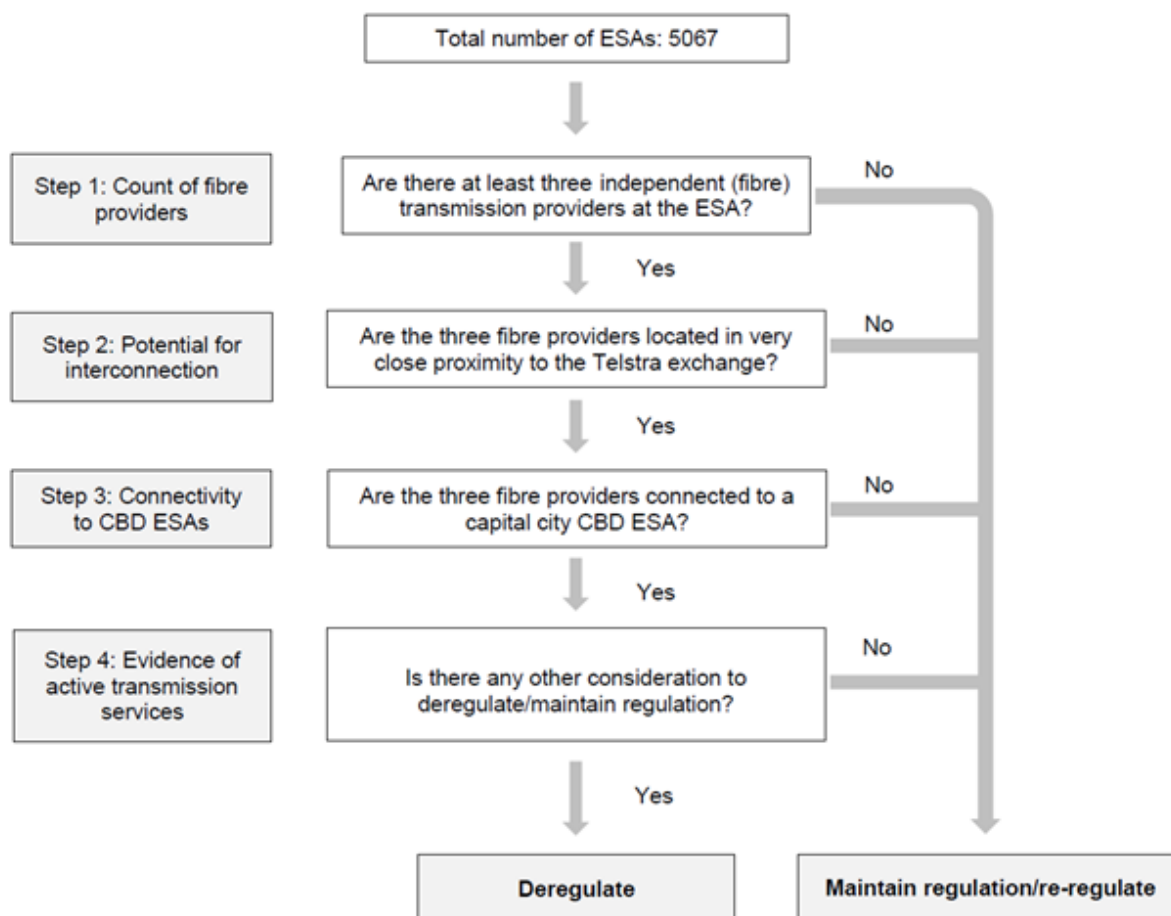 Total number of ESAs: 5067
Step 1: Count of fibre
providers
Are there at least three independent (fibre)
transmission providers at the ESA?
No
Yes
Step 2: Potential for
interconnection
Are the three fibre providers located in very
close proximity to the Telstra exchange?
No
Yes
Step 3: Connectivity
to CBD ESAs
Are the three fibre providers connected to a
capital city CBD ESA?
No
Yes
Step 4: Evidence of
active transmission
services
Is there any other consideration to
deregulate/maintain regulation?
No
Yes
Deregulate
Maintain regulation/re-regulate